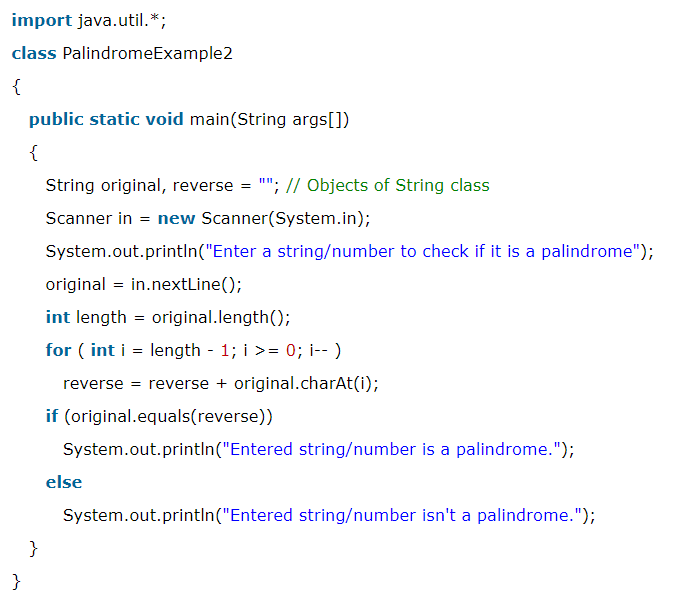 import java.util.*;
class PalindromeExample2
{
public static void main(String args[])
{
String original, reverse = ""; // Objects of String class
Scanner in = new Scanner(System.in);
System.out.println("Enter a string/number to check if it is a palindrome");
original = in.nextLine();
int length = original.length();
for ( int i = length - 1; i >= 0; i-- )
reverse = reverse + original.charAt(i);
if (original.equals(reverse))
System.out.println("Entered string/number is a palindrome.");
else
System.out.println("Entered string/number isn't a palindrome.");
}
}